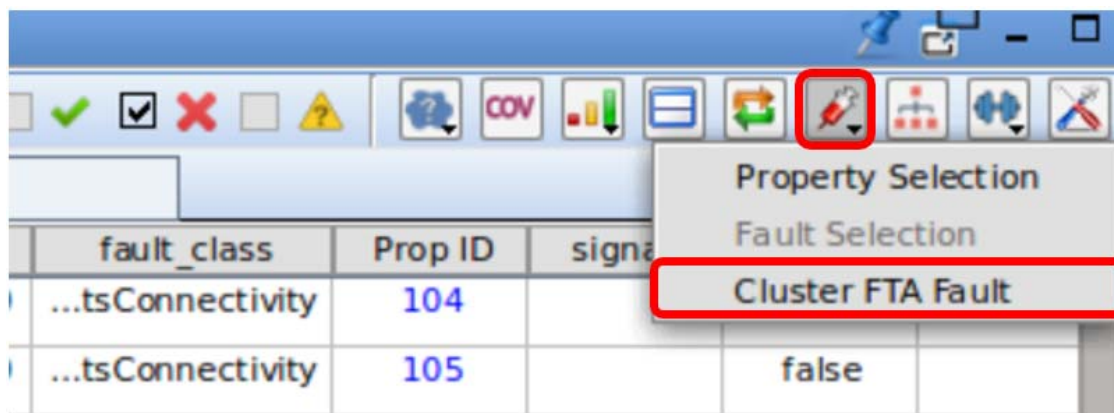 COV
Property Selection
Fault Selection
Cluster FTA Fault
fault_class Prop ID signa
...tsConnectivity 104
...tsConnectivity 105 false